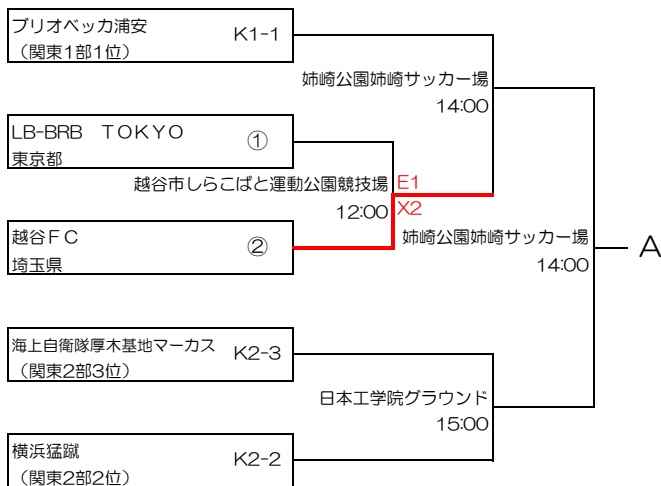 ブリオベッカ浦安
（関東1部1位）
K1-1
姉崎公園姉崎サッカー場
14:00
LB-BRB　TOKYO
東京都
①
越谷市しらこばと運動公園競技場
12:00
E1
X2
越谷ＦＣ
埼玉県
②
姉崎公園姉崎サッカー場
14:00
A
海上自衛隊厚木基地マーカス
（関東2部3位）
K2-3
日本工学院グラウンド
15:00
横浜猛蹴
（関東2部2位）
K2-2